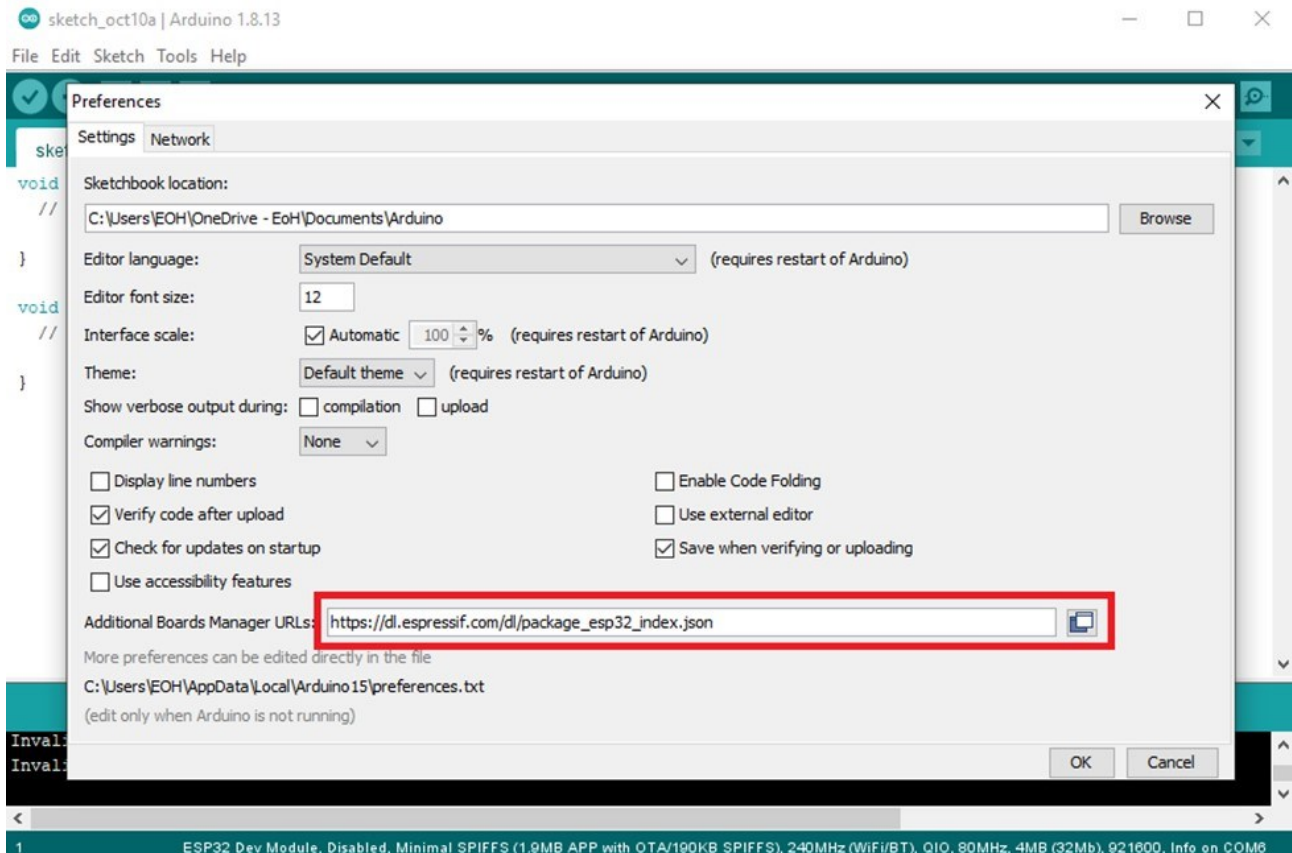 sketch_oct10a | Arduino 1.8.13
File Edit Sketch Tools Help
Preferences
Settings Network
void
Sketchbook location:
//
C:\Users\EOH\OneDrive - EoH\Documents\Arduino Browse
} Editor language: System Default (requires restart of Arduino)
Editor font size: 12
void
// Interface scale: Automatic 100 % (requires restart of Arduino)
} Theme: Default theme (requires restart of Arduino)
Show verbose output during: compilation upload
Compiler warnings: None
Display line numbers Enable Code Folding
Verify code after upload Use external editor
Check for updates on startup Save when verifying or uploading
Use accessibility features
Additional Boards Manager URLs: https://dl.espressif.com/dl/package_esp32_index.json
More preferences can be edited directly in the file
C:\Users\EOH\AppData\Local\Arduino15\preferences.txt
(edit only when Arduino is not running)
OK Cancel
1 ESP32 Dev Module, Disabled, Minimal SPIFFS (1.9MB APP with OTA/190KB SPIFFS), 240MHz (WiFi/BT), QIO, 80MHz, 4MB (32Mb), 921600, Info on COM6